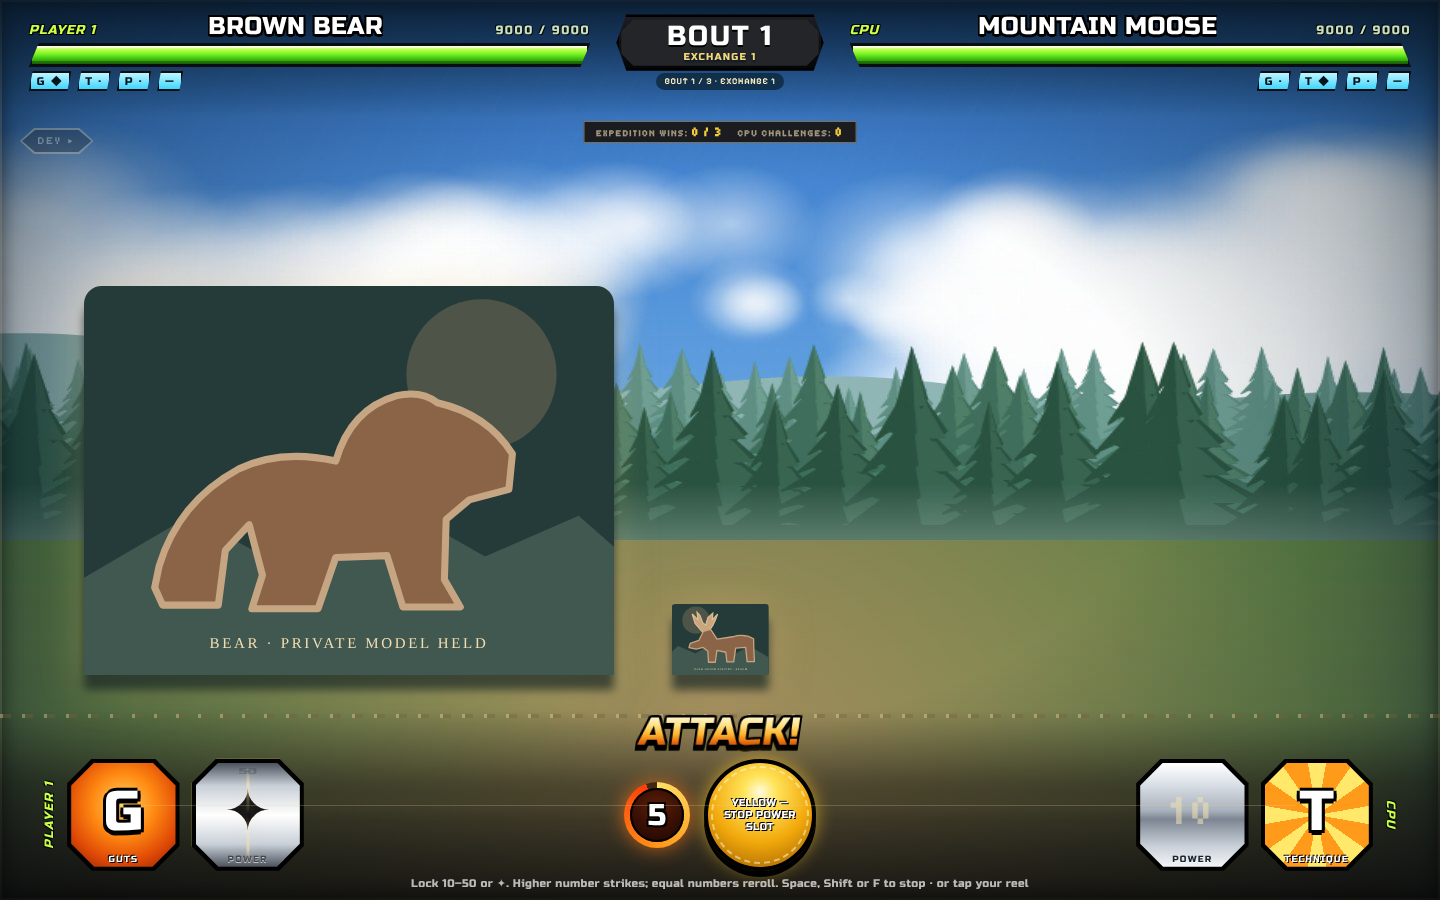 PLAYER 1
BROWN BEAR
9000 / 9000
BOUT 1
EXCHANGE 1
CPU
MOUNTAIN MOOSE
9000 / 9000
G ◆ T · P · —
BOUT 1 / 3 · EXCHANGE 1
G · T ◆ P · —
EXPEDITION WINS: 0 / 3 CPU CHALLENGES: 0
DEV ▸
BEAR · PRIVATE MODEL HELD
ATTACK!
PLAYER 1
G
GUTS
50
✦
POWER
5
YELLOW —
STOP POWER
SLOT
10
POWER
T
TECHNIQUE
CPU
Lock 10–50 or ✦. Higher number strikes; equal numbers reroll. Space, Shift or F to stop · or tap your reel